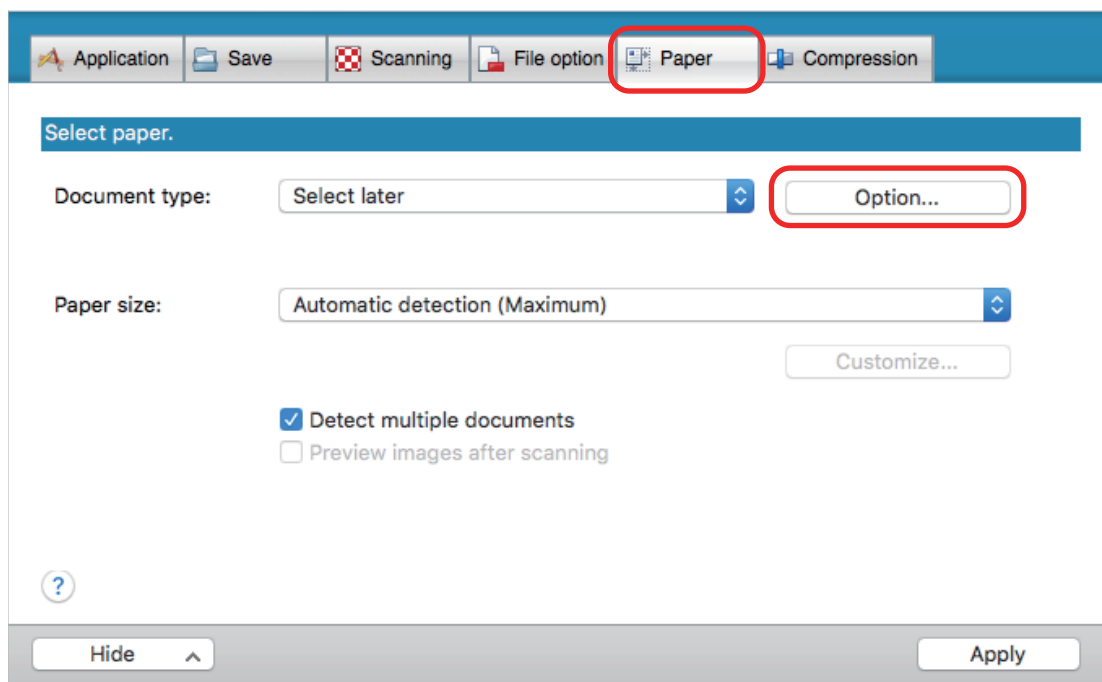 Application Save Scanning File option Paper Compression
Select paper.
Document type: Select later Option...
Paper size: Automatic detection (Maximum)
Customize...
Detect multiple documents
Preview images after scanning
?
Hide Apply